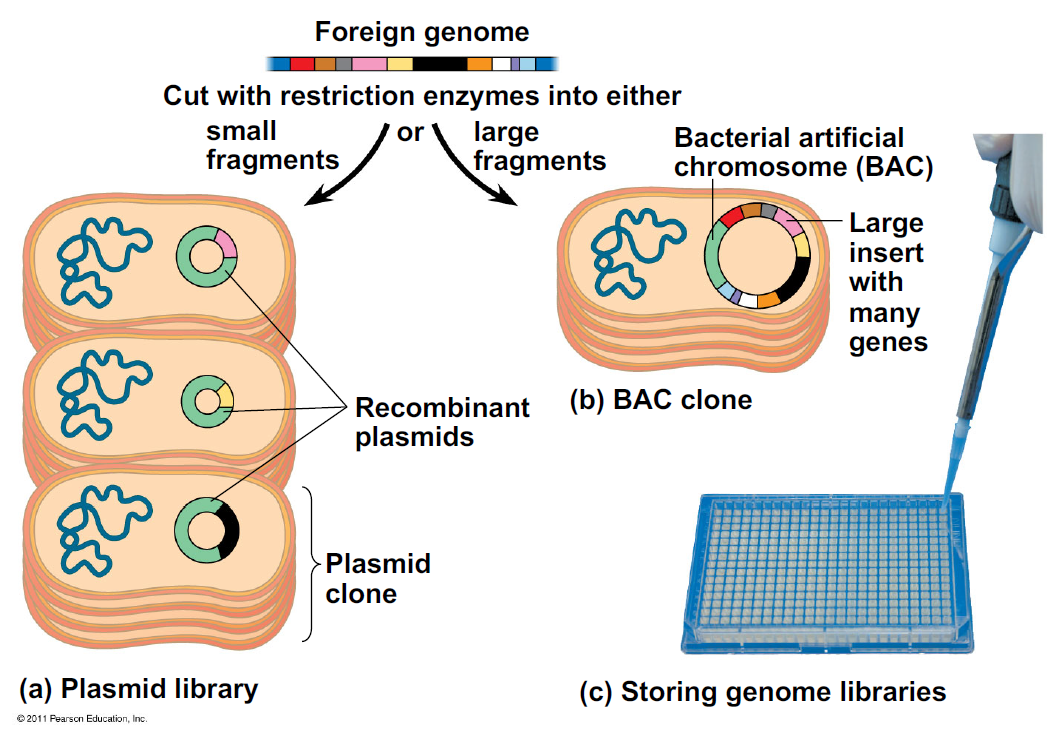 Foreign genome
Cut with restriction enzymes into either
small
fragments
or
large
fragments
Bacterial artificial
chromosome (BAC)
Large
insert
with
many
genes
(b) BAC clone
Recombinant
plasmids
Plasmid
clone
(a) Plasmid library
(c) Storing genome libraries
© 2011 Pearson Education, Inc.